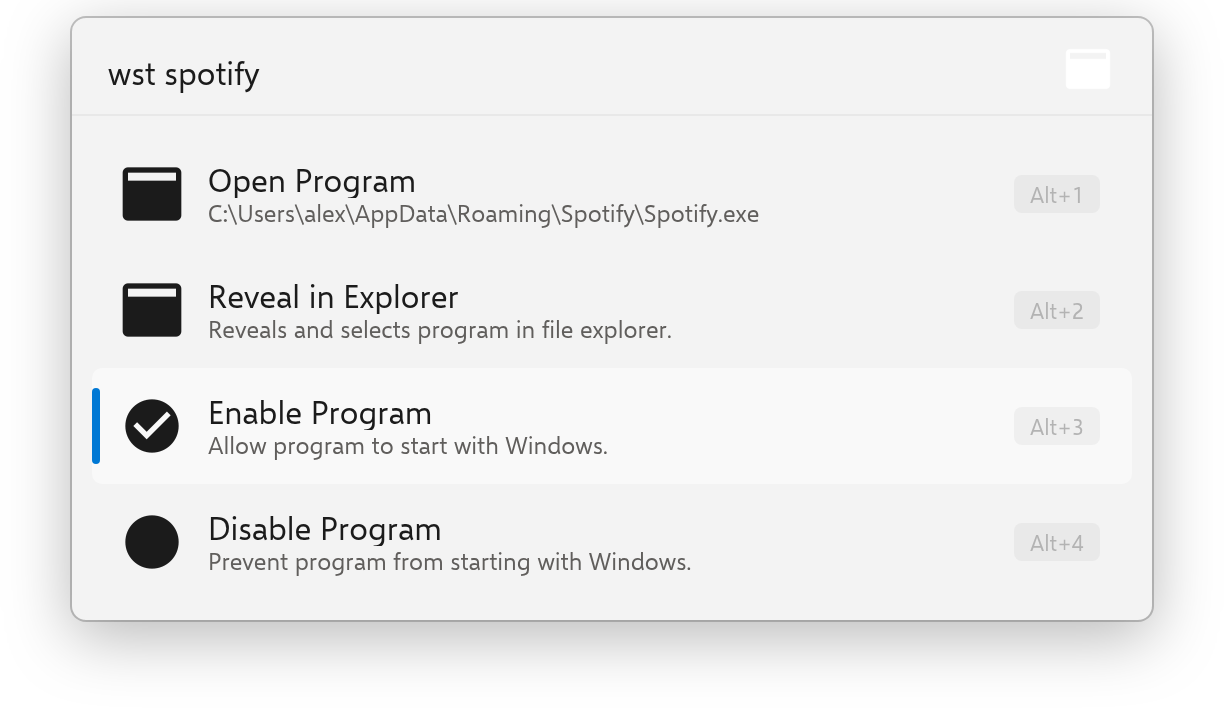 wst spotify
Open Program
C:\Users\alex\AppData\Roaming\Spotify\Spotify.exe
Alt+1
Reveal in Explorer
Reveals and selects program in file explorer.
Alt+2
Enable Program
Allow program to start with Windows.
Alt+3
Disable Program
Prevent program from starting with Windows.
Alt+4